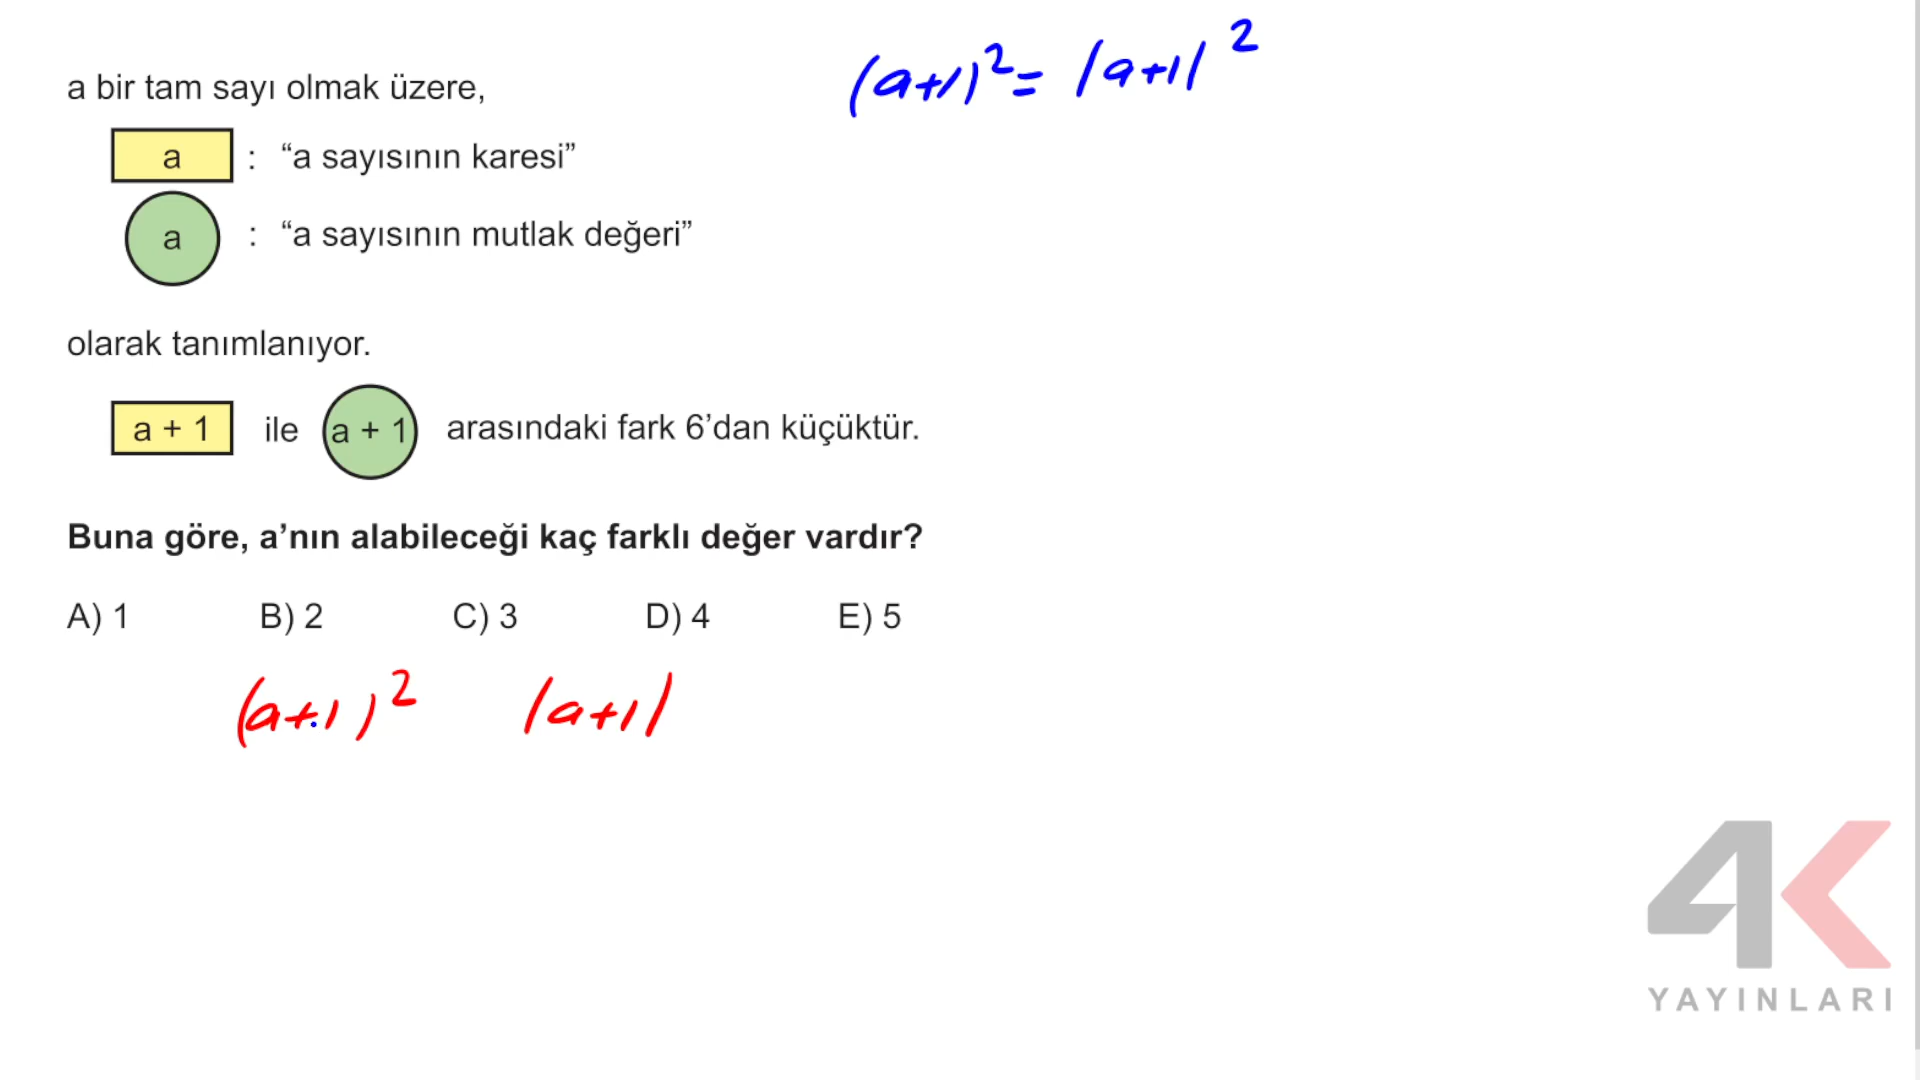 (a+1)²= |a+1|²
a bir tam sayı olmak üzere,
a : “a sayısının karesi”
a : “a sayısının mutlak değeri”
olarak tanımlanıyor.
a + 1 ile a + 1 arasındaki fark 6’dan küçüktür.
Buna göre, a’nın alabileceği kaç farklı değer vardır?
A) 1 B) 2 C) 3 D) 4 E) 5
(a+1)² |a+1|
4K
YAYINLARI